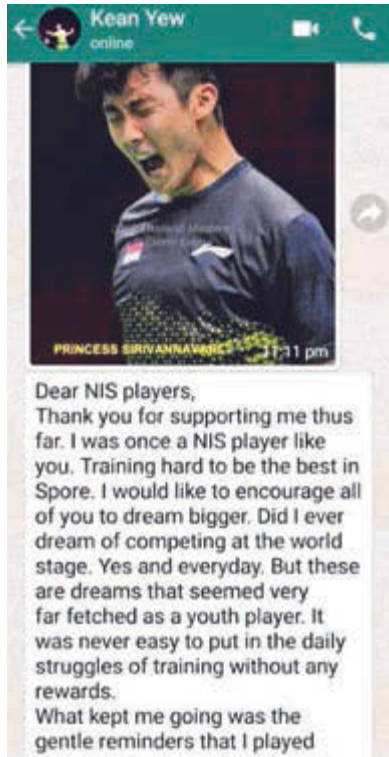 Kean Yew
online
PRINCESS SIRIVANNAVARI
11:11 pm
Dear NIS players,
Thank you for supporting me thus
far. I was once a NIS player like
you. Training hard to be the best in
Spore. I would like to encourage all
of you to dream bigger. Did I ever
dream of competing at the world
stage. Yes and everyday. But these
are dreams that seemed very
far fetched as a youth player. It
was never easy to put in the daily
struggles of training without any
rewards.
What kept me going was the
gentle reminders that I played